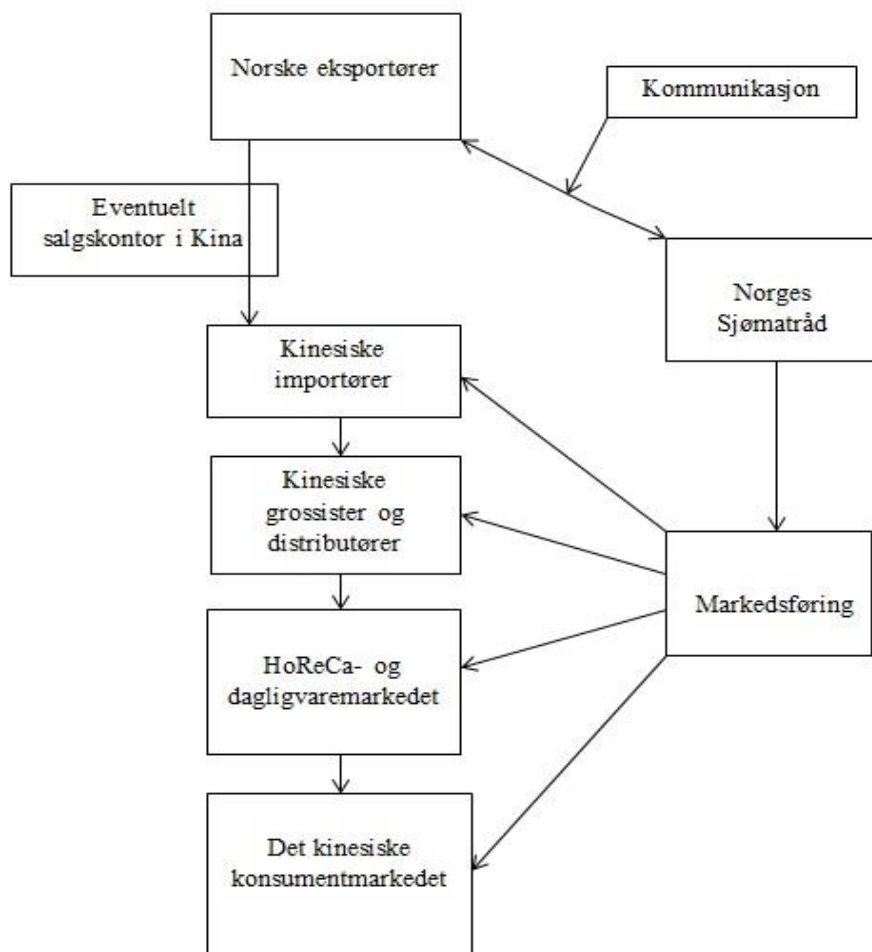 Norske eksportører
Kommunikasjon
Eventuelt
salgskontor i Kina
Norges
Sjømatråd
Kinesiske
importører
Kinesiske
grossister og
distributører
Markedsføring
HoReCa- og
dagligvaremarkedet
Det kinesiske
konsumentmarkedet